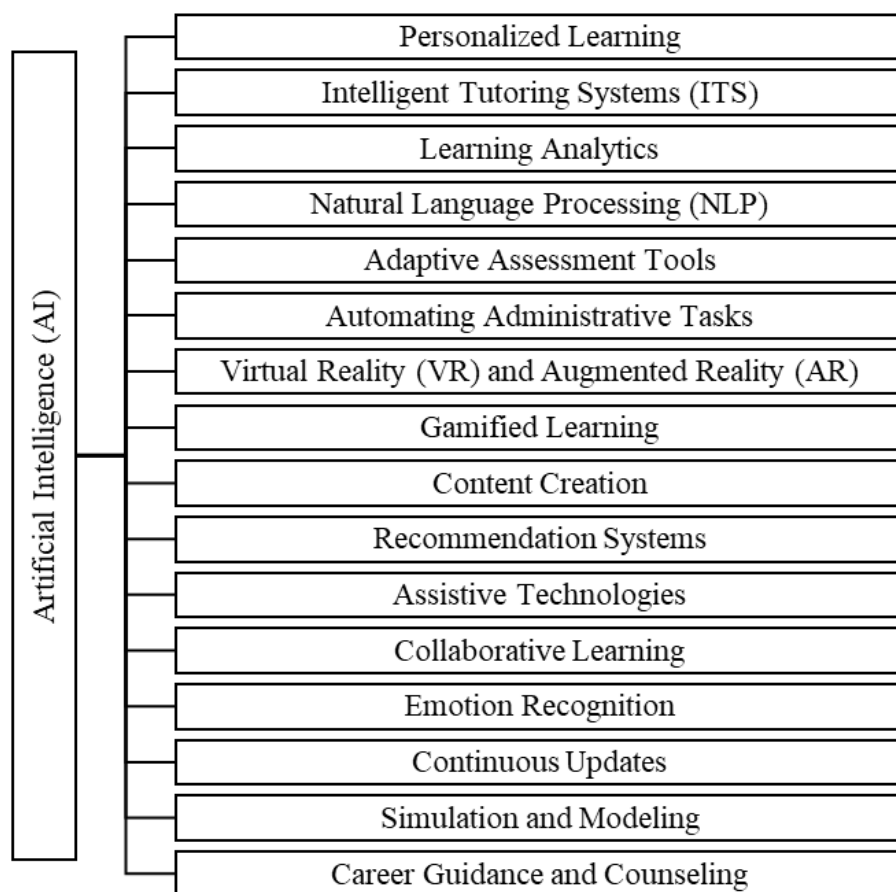 Artificial Intelligence (AI)
Personalized Learning
Intelligent Tutoring Systems (ITS)
Learning Analytics
Natural Language Processing (NLP)
Adaptive Assessment Tools
Automating Administrative Tasks
Virtual Reality (VR) and Augmented Reality (AR)
Gamified Learning
Content Creation
Recommendation Systems
Assistive Technologies
Collaborative Learning
Emotion Recognition
Continuous Updates
Simulation and Modeling
Career Guidance and Counseling